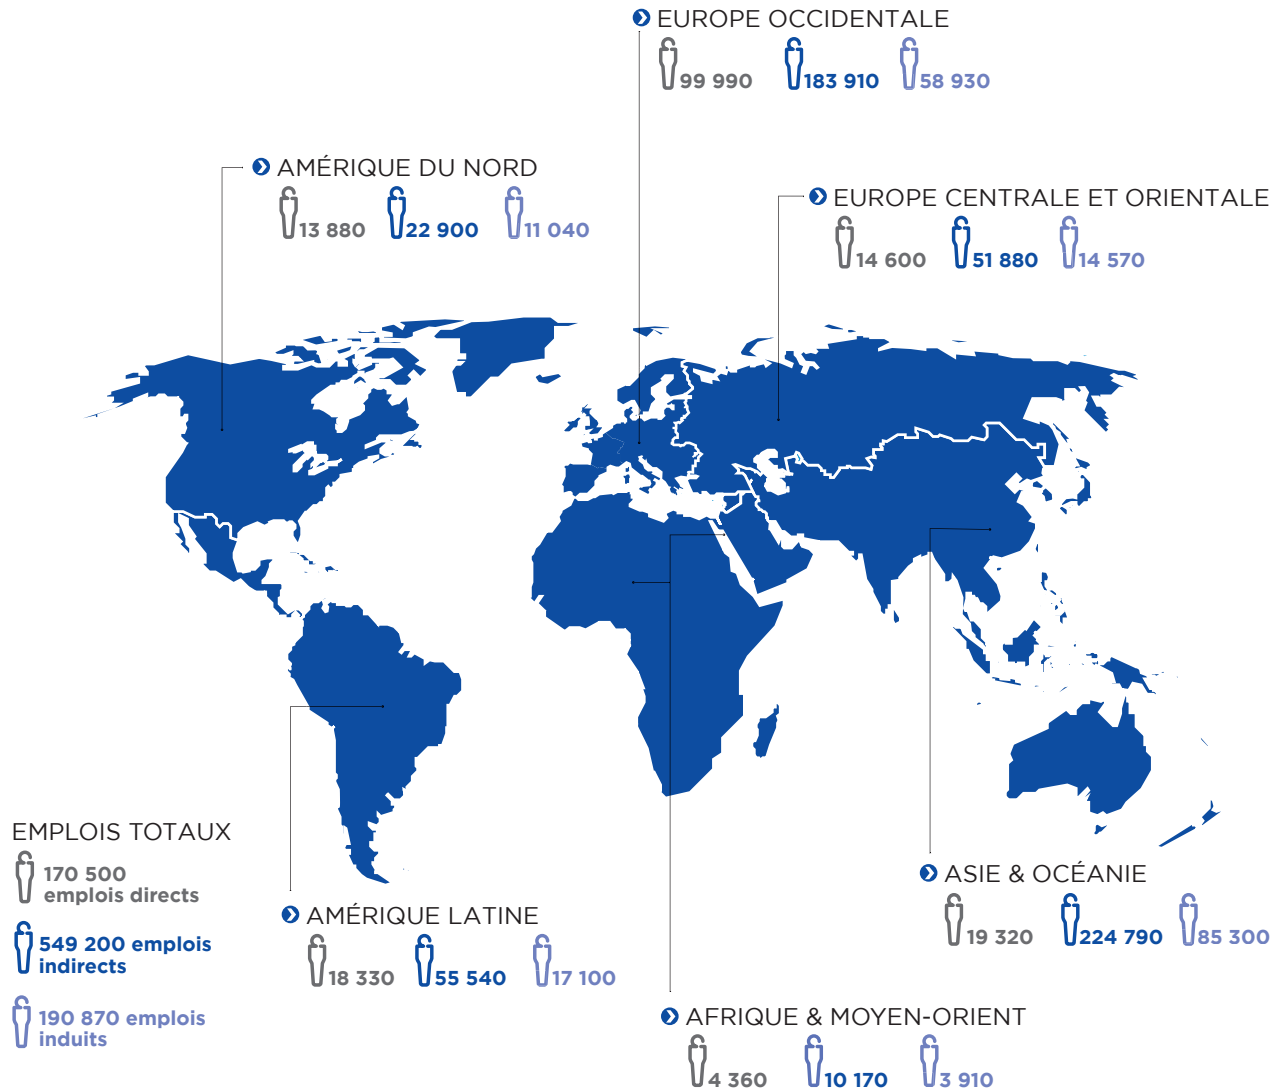 EUROPE OCCIDENTALE
99 990 183 910 58 930
AMÉRIQUE DU NORD
13 880 22 900 11 040
EUROPE CENTRALE ET ORIENTALE
14 600 51 880 14 570
EMPLOIS TOTAUX
170 500
emplois directs
549 200 emplois
indirects
190 870 emplois
induits
AMÉRIQUE LATINE
18 330 55 540 17 100
ASIE & OCÉANIE
19 320 224 790 85 300
AFRIQUE & MOYEN-ORIENT
4 360 10 170 3 910